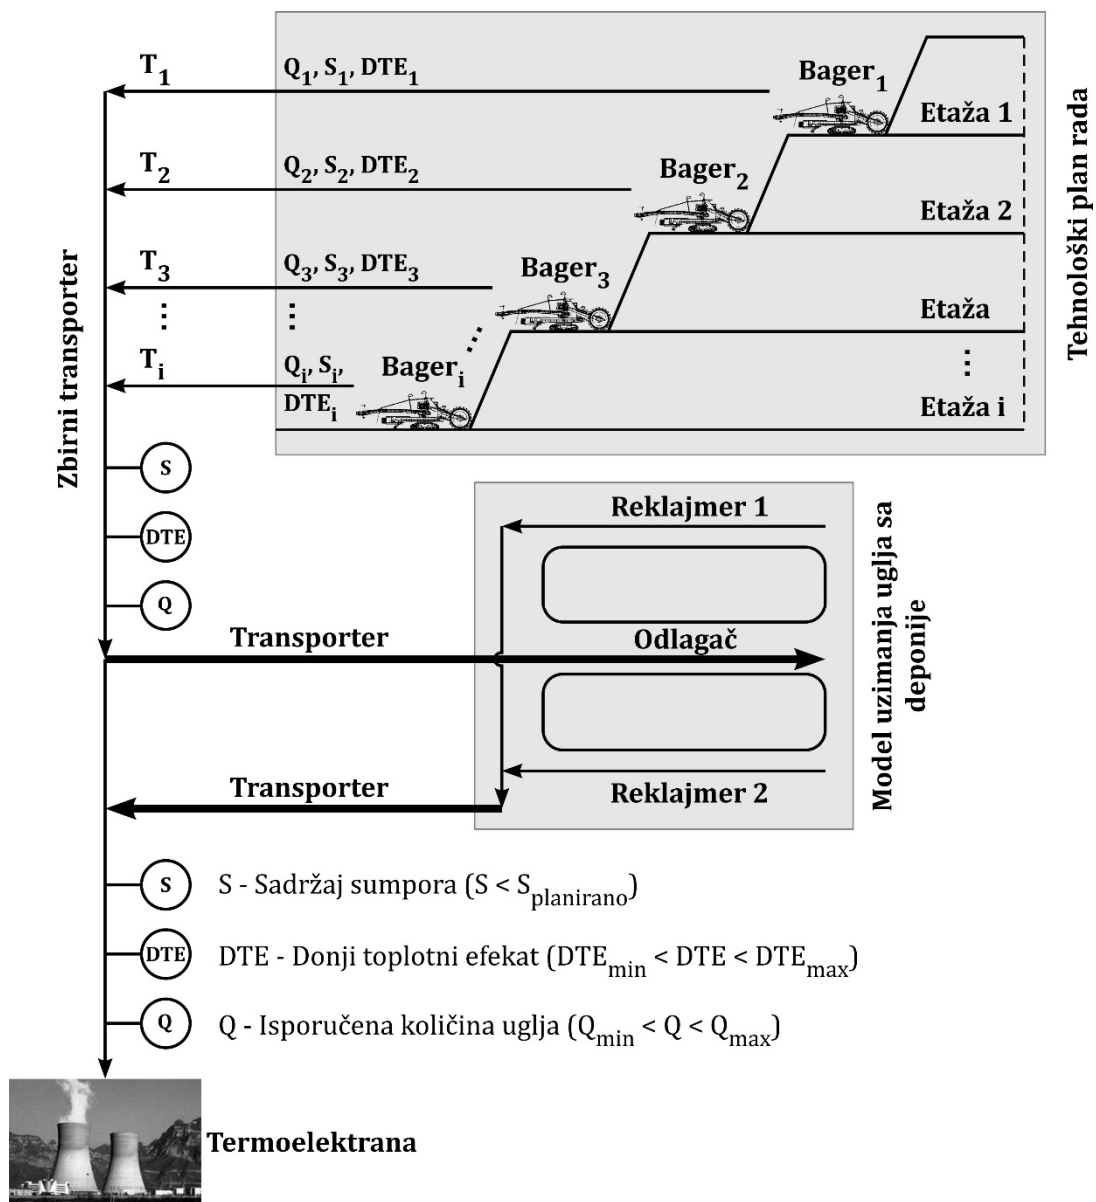 T1
Q1, S1, DTE1
Bager1
Etaža 1
T2
Q2, S2, DTE2
Bager2
Etaža 2
T3
Q3, S3, DTE3
Bager3
Etaža
⋮
⋮
⋮
⋮
Ti
Qi, Si,
DTEi
Bageri
Etaža i
Tehnološki plan rada
Zbirni transporter
S
DTE
Q
Reklajmer 1
Transporter
Odlagač
Transporter
Reklajmer 2
Model uzimanja uglja sa
deponije
S
S - Sadržaj sumpora (S < Splanirano)
DTE
DTE - Donji toplotni efekat (DTEmin < DTE < DTEmax)
Q
Q - Isporučena količina uglja (Qmin < Q < Qmax)
Termoelektrana